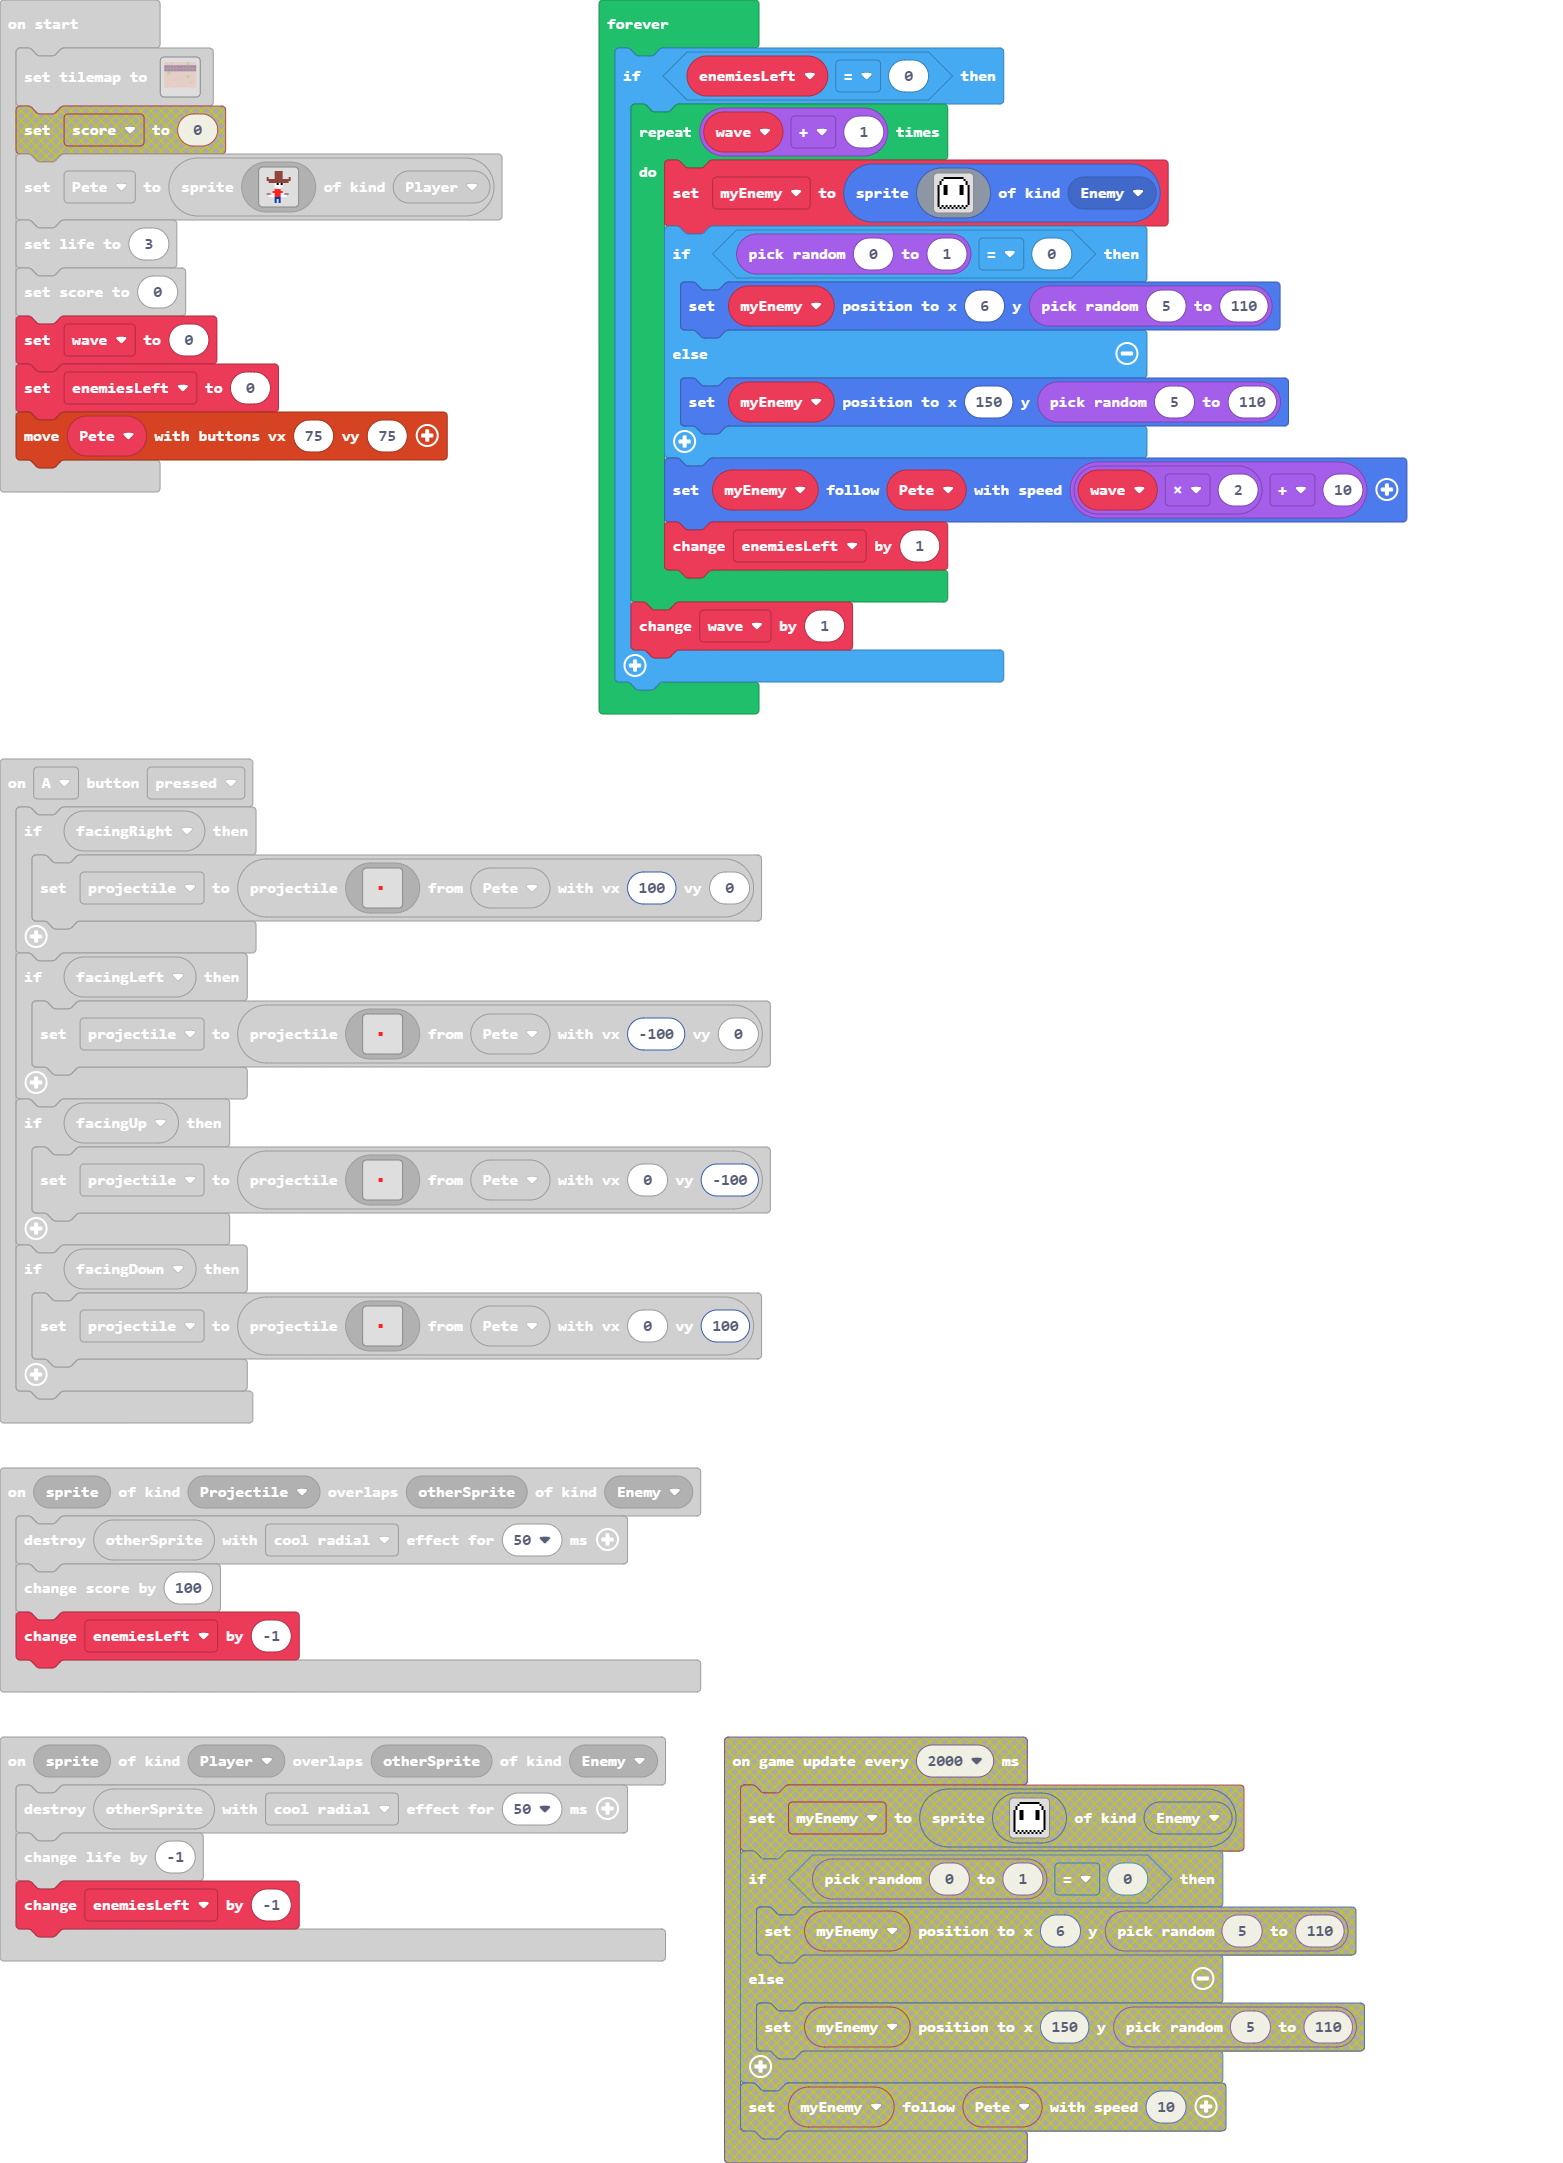 on start
set tilemap to
set score to 0
set Pete to sprite of kind Player
set life to 3
set score to 0
set wave to 0
set enemiesLeft to 0
move Pete with buttons vx 75 vy 75
forever
if enemiesLeft = 0 then
repeat wave + 1 times
do
set myEnemy to sprite of kind Enemy
if pick random 0 to 1 = 0 then
set myEnemy position to x 6 y pick random 5 to 110
else
set myEnemy position to x 150 y pick random 5 to 110
set myEnemy follow Pete with speed wave × 2 + 10
change enemiesLeft by 1
change wave by 1
on A button pressed
if facingRight then
set projectile to projectile from Pete with vx 100 vy 0
if facingLeft then
set projectile to projectile from Pete with vx -100 vy 0
if facingUp then
set projectile to projectile from Pete with vx 0 vy -100
if facingDown then
set projectile to projectile from Pete with vx 0 vy 100
on sprite of kind Projectile overlaps otherSprite of kind Enemy
destroy otherSprite with cool radial effect for 50 ms
change score by 100
change enemiesLeft by -1
on sprite of kind Player overlaps otherSprite of kind Enemy
destroy otherSprite with cool radial effect for 50 ms
change life by -1
change enemiesLeft by -1
on game update every 2000 ms
set myEnemy to sprite of kind Enemy
if pick random 0 to 1 = 0 then
set myEnemy position to x 6 y pick random 5 to 110
else
set myEnemy position to x 150 y pick random 5 to 110
set myEnemy follow Pete with speed 10